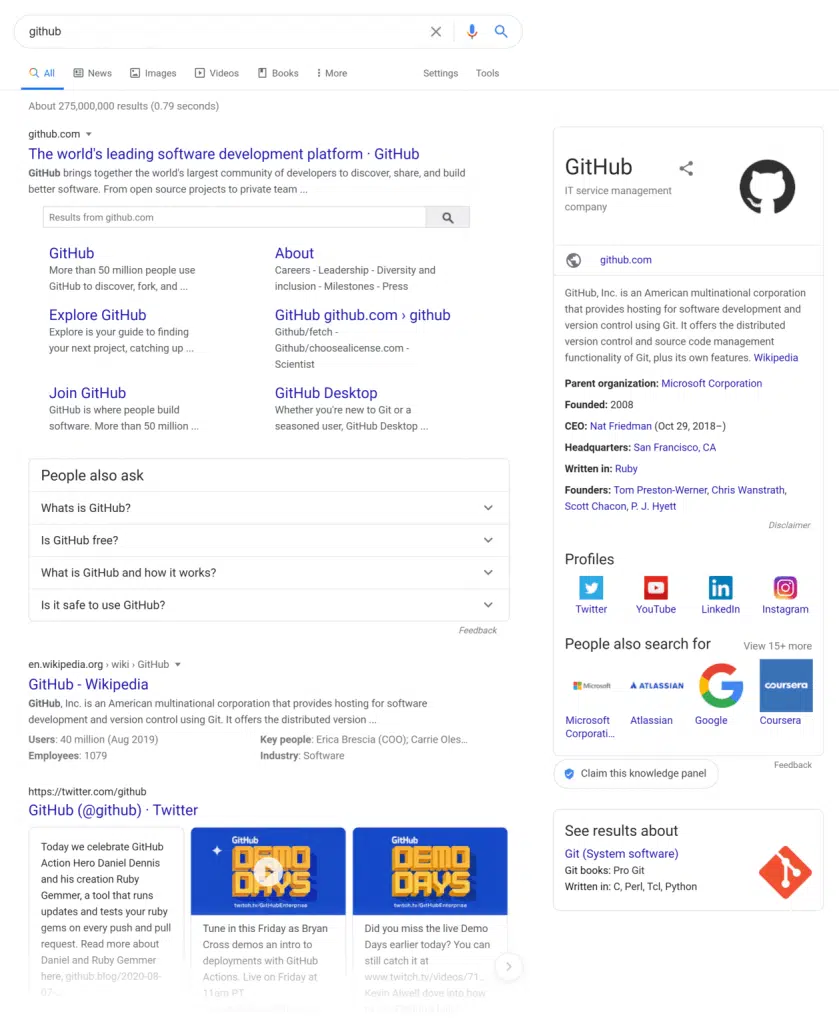 github
All News Images Videos Books More Settings Tools
About 275,000,000 results (0.79 seconds)
github.com
The world's leading software development platform · GitHub
GitHub brings together the world's largest community of developers to discover, share, and build
better software. From open source projects to private team ...
Results from github.com
GitHub
More than 50 million people use
GitHub to discover, fork, and ...
About
Careers - Leadership - Diversity and
inclusion - Milestones - Press
Explore GitHub
Explore is your guide to finding
your next project, catching up ...
GitHub github.com › github
Github/fetch -
Github/choosealicense.com -
Scientist
Join GitHub
GitHub is where people build
software. More than 50 million ...
GitHub Desktop
Whether you're new to Git or a
seasoned user, GitHub Desktop ...
People also ask
Whats is GitHub?
Is GitHub free?
What is GitHub and how it works?
Is it safe to use GitHub?
Feedback
en.wikipedia.org › wiki › GitHub
GitHub - Wikipedia
GitHub, Inc. is an American multinational corporation that provides hosting for software
development and version control using Git. It offers the distributed version ...
Users: 40 million (Aug 2019) Key people: Erica Brescia (COO); Carrie Oles...
Employees: 1079 Industry: Software
https://twitter.com/github
GitHub (@github) · Twitter
Today we celebrate GitHub
Action Hero Daniel Dennis
and his creation Ruby
Gemmer, a tool that runs
updates and tests your ruby
gems on every push and pull
request. Read more about
Daniel and Ruby Gemmer
here, github.blog/2020-08-
07-...
GitHub
DEMO
DAYS
twitch.tv/GitHubEnterprise
Tune in this Friday as Bryan
Cross demos an intro to
deployments with GitHub
Actions. Live on Friday at
11am PT
GitHub
DEMO
DAYS
twitch.tv/GitHubEnterprise
Did you miss the live Demo
Days earlier today? You can
still catch it at
www.twitch.tv/videos/71...
Kevin Alwell dove into how
GitHub
IT service management
company
github.com
GitHub, Inc. is an American multinational corporation
that provides hosting for software development and
version control using Git. It offers the distributed
version control and source code management
functionality of Git, plus its own features. Wikipedia
Parent organization: Microsoft Corporation
Founded: 2008
CEO: Nat Friedman (Oct 29, 2018–)
Headquarters: San Francisco, CA
Written in: Ruby
Founders: Tom Preston-Werner, Chris Wanstrath,
Scott Chacon, P. J. Hyett
Disclaimer
Profiles
Twitter YouTube LinkedIn Instagram
People also search for View 15+ more
Microsoft ATLASSIAN coursera
Microsoft
Corporati...
Atlassian
Google
Coursera
Feedback
Claim this knowledge panel
See results about
Git (System software)
Git books: Pro Git
Written in: C, Perl, Tcl, Python